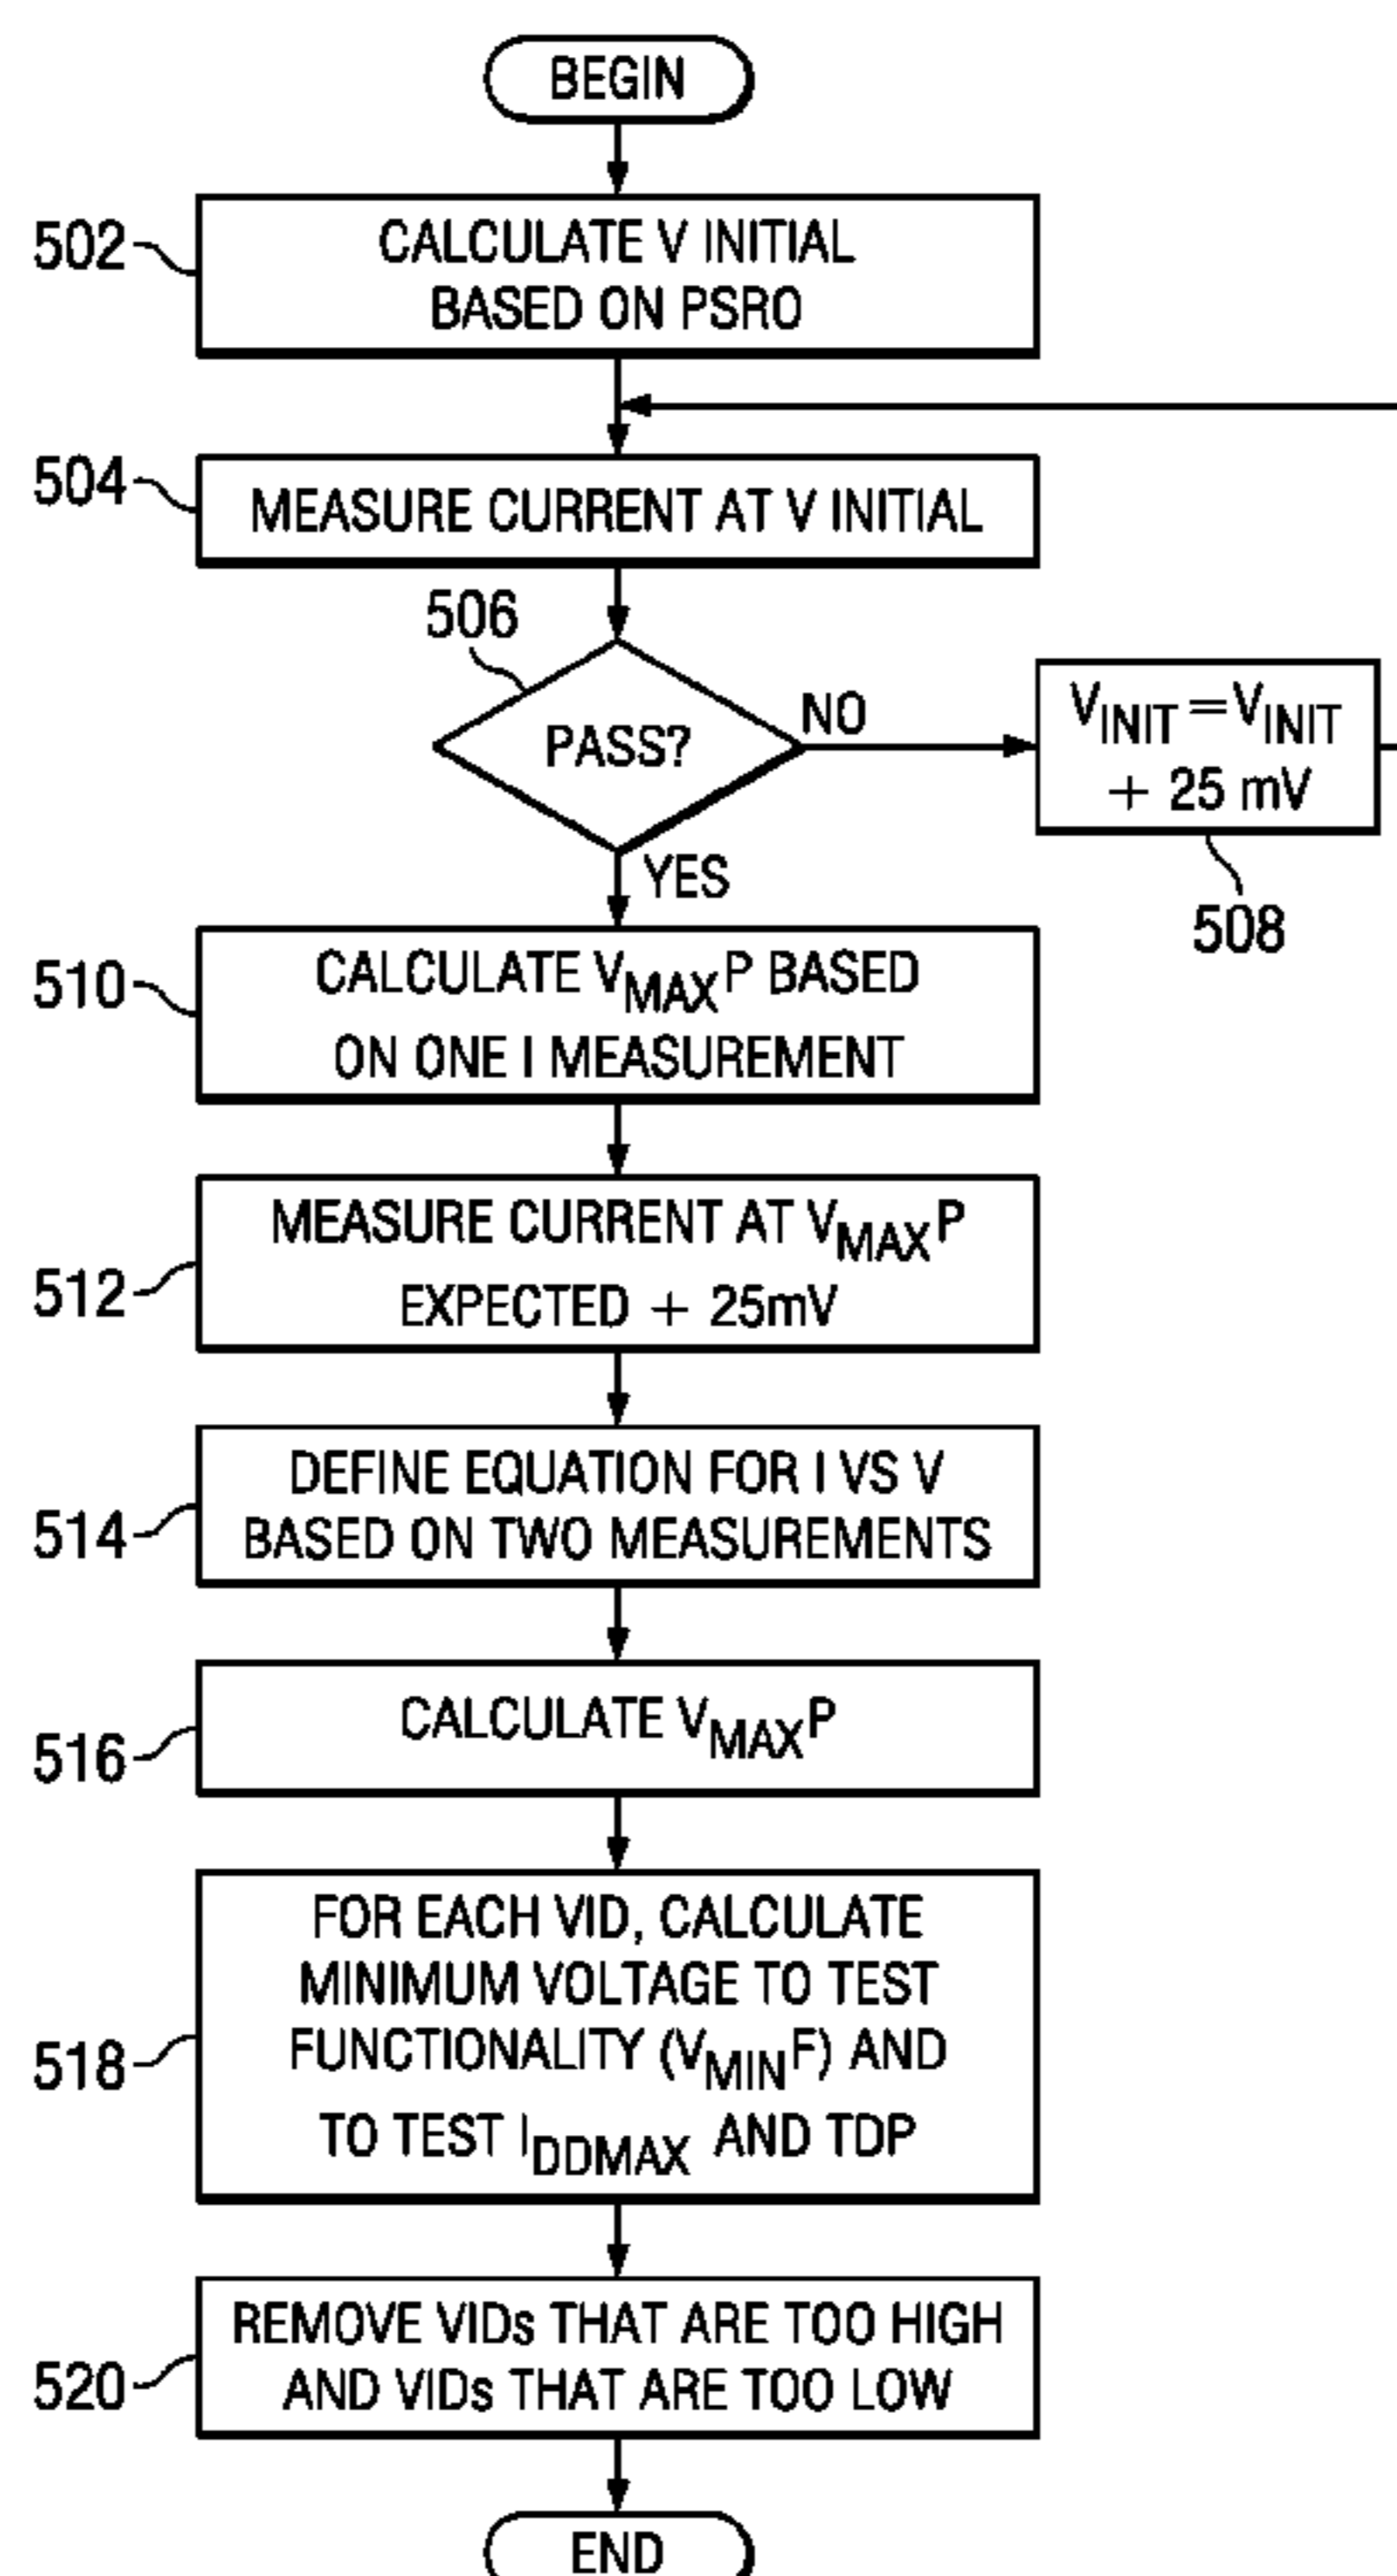 BEGIN
502
CALCULATE V INITIAL
BASED ON PSRO
504
MEASURE CURRENT AT V INITIAL
506
PASS?
NO
VINIT = VINIT
+ 25 mV
508
YES
510
CALCULATE VMAXP BASED
ON ONE I MEASUREMENT
512
MEASURE CURRENT AT VMAXP
EXPECTED + 25mV
514
DEFINE EQUATION FOR I VS V
BASED ON TWO MEASUREMENTS
516
CALCULATE VMAXP
518
FOR EACH VID, CALCULATE
MINIMUM VOLTAGE TO TEST
FUNCTIONALITY (VMINF) AND
TO TEST IDDMAX AND TDP
520
REMOVE VIDs THAT ARE TOO HIGH
AND VIDs THAT ARE TOO LOW
END